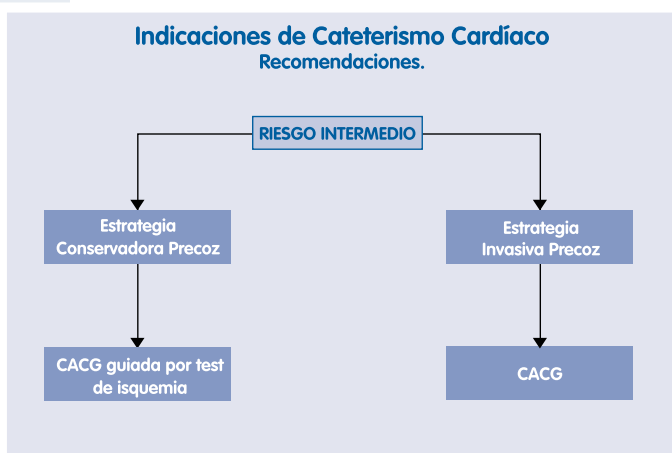 Indicaciones de Cateterismo Cardíaco
Recomendaciones.
RIESGO INTERMEDIO
Estrategia
Conservadora Precoz
Estrategia
Invasiva Precoz
CACG guiada por test
de isquemia
CACG